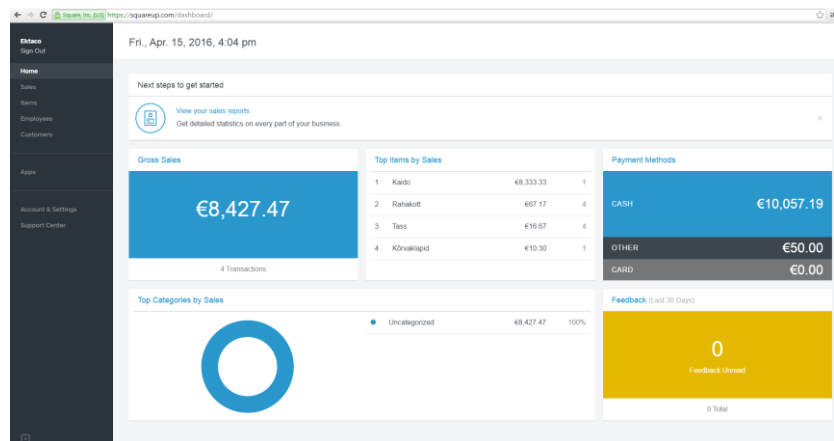 Square, Inc. [US] https://squareup.com/dashboard/
Ektaco
Sign Out
Fri., Apr. 15, 2016, 4:04 pm
Home
Sales
Items
Employees
Customers
Apps
Account & Settings
Support Center
Next steps to get started
View your sales reports
Get detailed statistics on every part of your business.
Gross Sales
€8,427.47
4 Transactions
Top Items by Sales
1 Kaido €8,333.33 1
2 Rahakott €67.17 4
3 Tass €16.67 4
4 Kõrvaklapid €10.30 1
Payment Methods
CASH €10,057.19
OTHER €50.00
CARD €0.00
Top Categories by Sales
Uncategorized €8,427.47 100%
Feedback (Last 30 Days)
0
Feedback Unread
0 Total